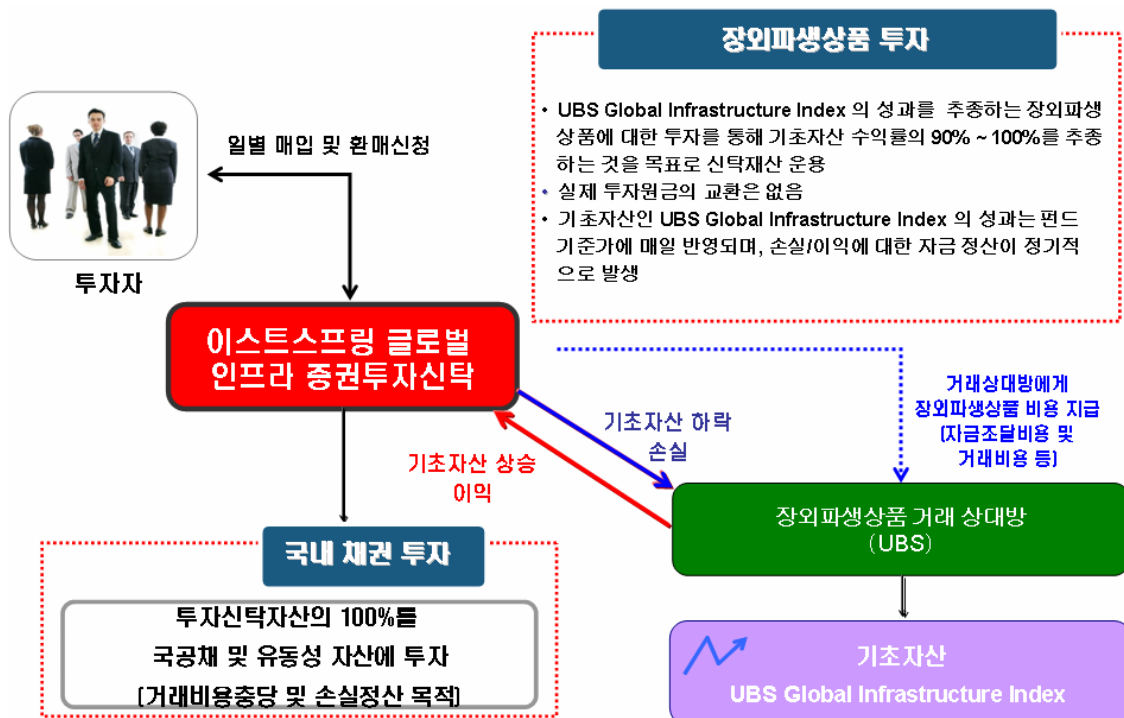 장외파생상품 투자
• UBS Global Infrastructure Index 의 성과를 추종하는 장외파생
상품에 대한 투자를 통해 기초자산 수익률의 90% ~ 100%를 추종
하는 것을 목표로 신탁재산 운용
• 실제 투자원금의 교환은 없음
• 기초자산인 UBS Global Infrastructure Index 의 성과는 펀드
기준가에 매일 반영되며, 손실/이익에 대한 자금 정산이 정기적
으로 발생
일별 매입 및 환매신청
투자자
이스트스프링 글로벌
인프라 증권투자신탁
거래상대방에게
장외파생상품 비용 지급
(자금조달비용 및
거래비용 등)
기초자산 하락
손실
기초자산 상승
이익
장외파생상품 거래 상대방
(UBS)
국내 채권 투자
투자신탁자산의 100%를
국공채 및 유동성 자산에 투자
(거래비용충당 및 손실정산 목적)
기초자산
UBS Global Infrastructure Index